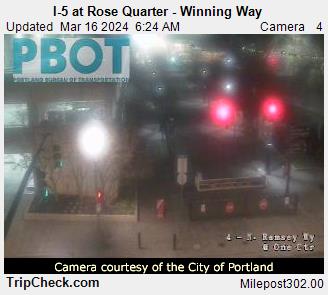 I-5 at Rose Quarter - Winning Way
Updated Mar 16 2024 6:24 AM Camera 4
PBOT
PORTLAND BUREAU OF TRANSPORTATION
4 - N. Ramsey Wy
@ One Ctr
Camera courtesy of the City of Portland
TripCheck.com Milepost302.00